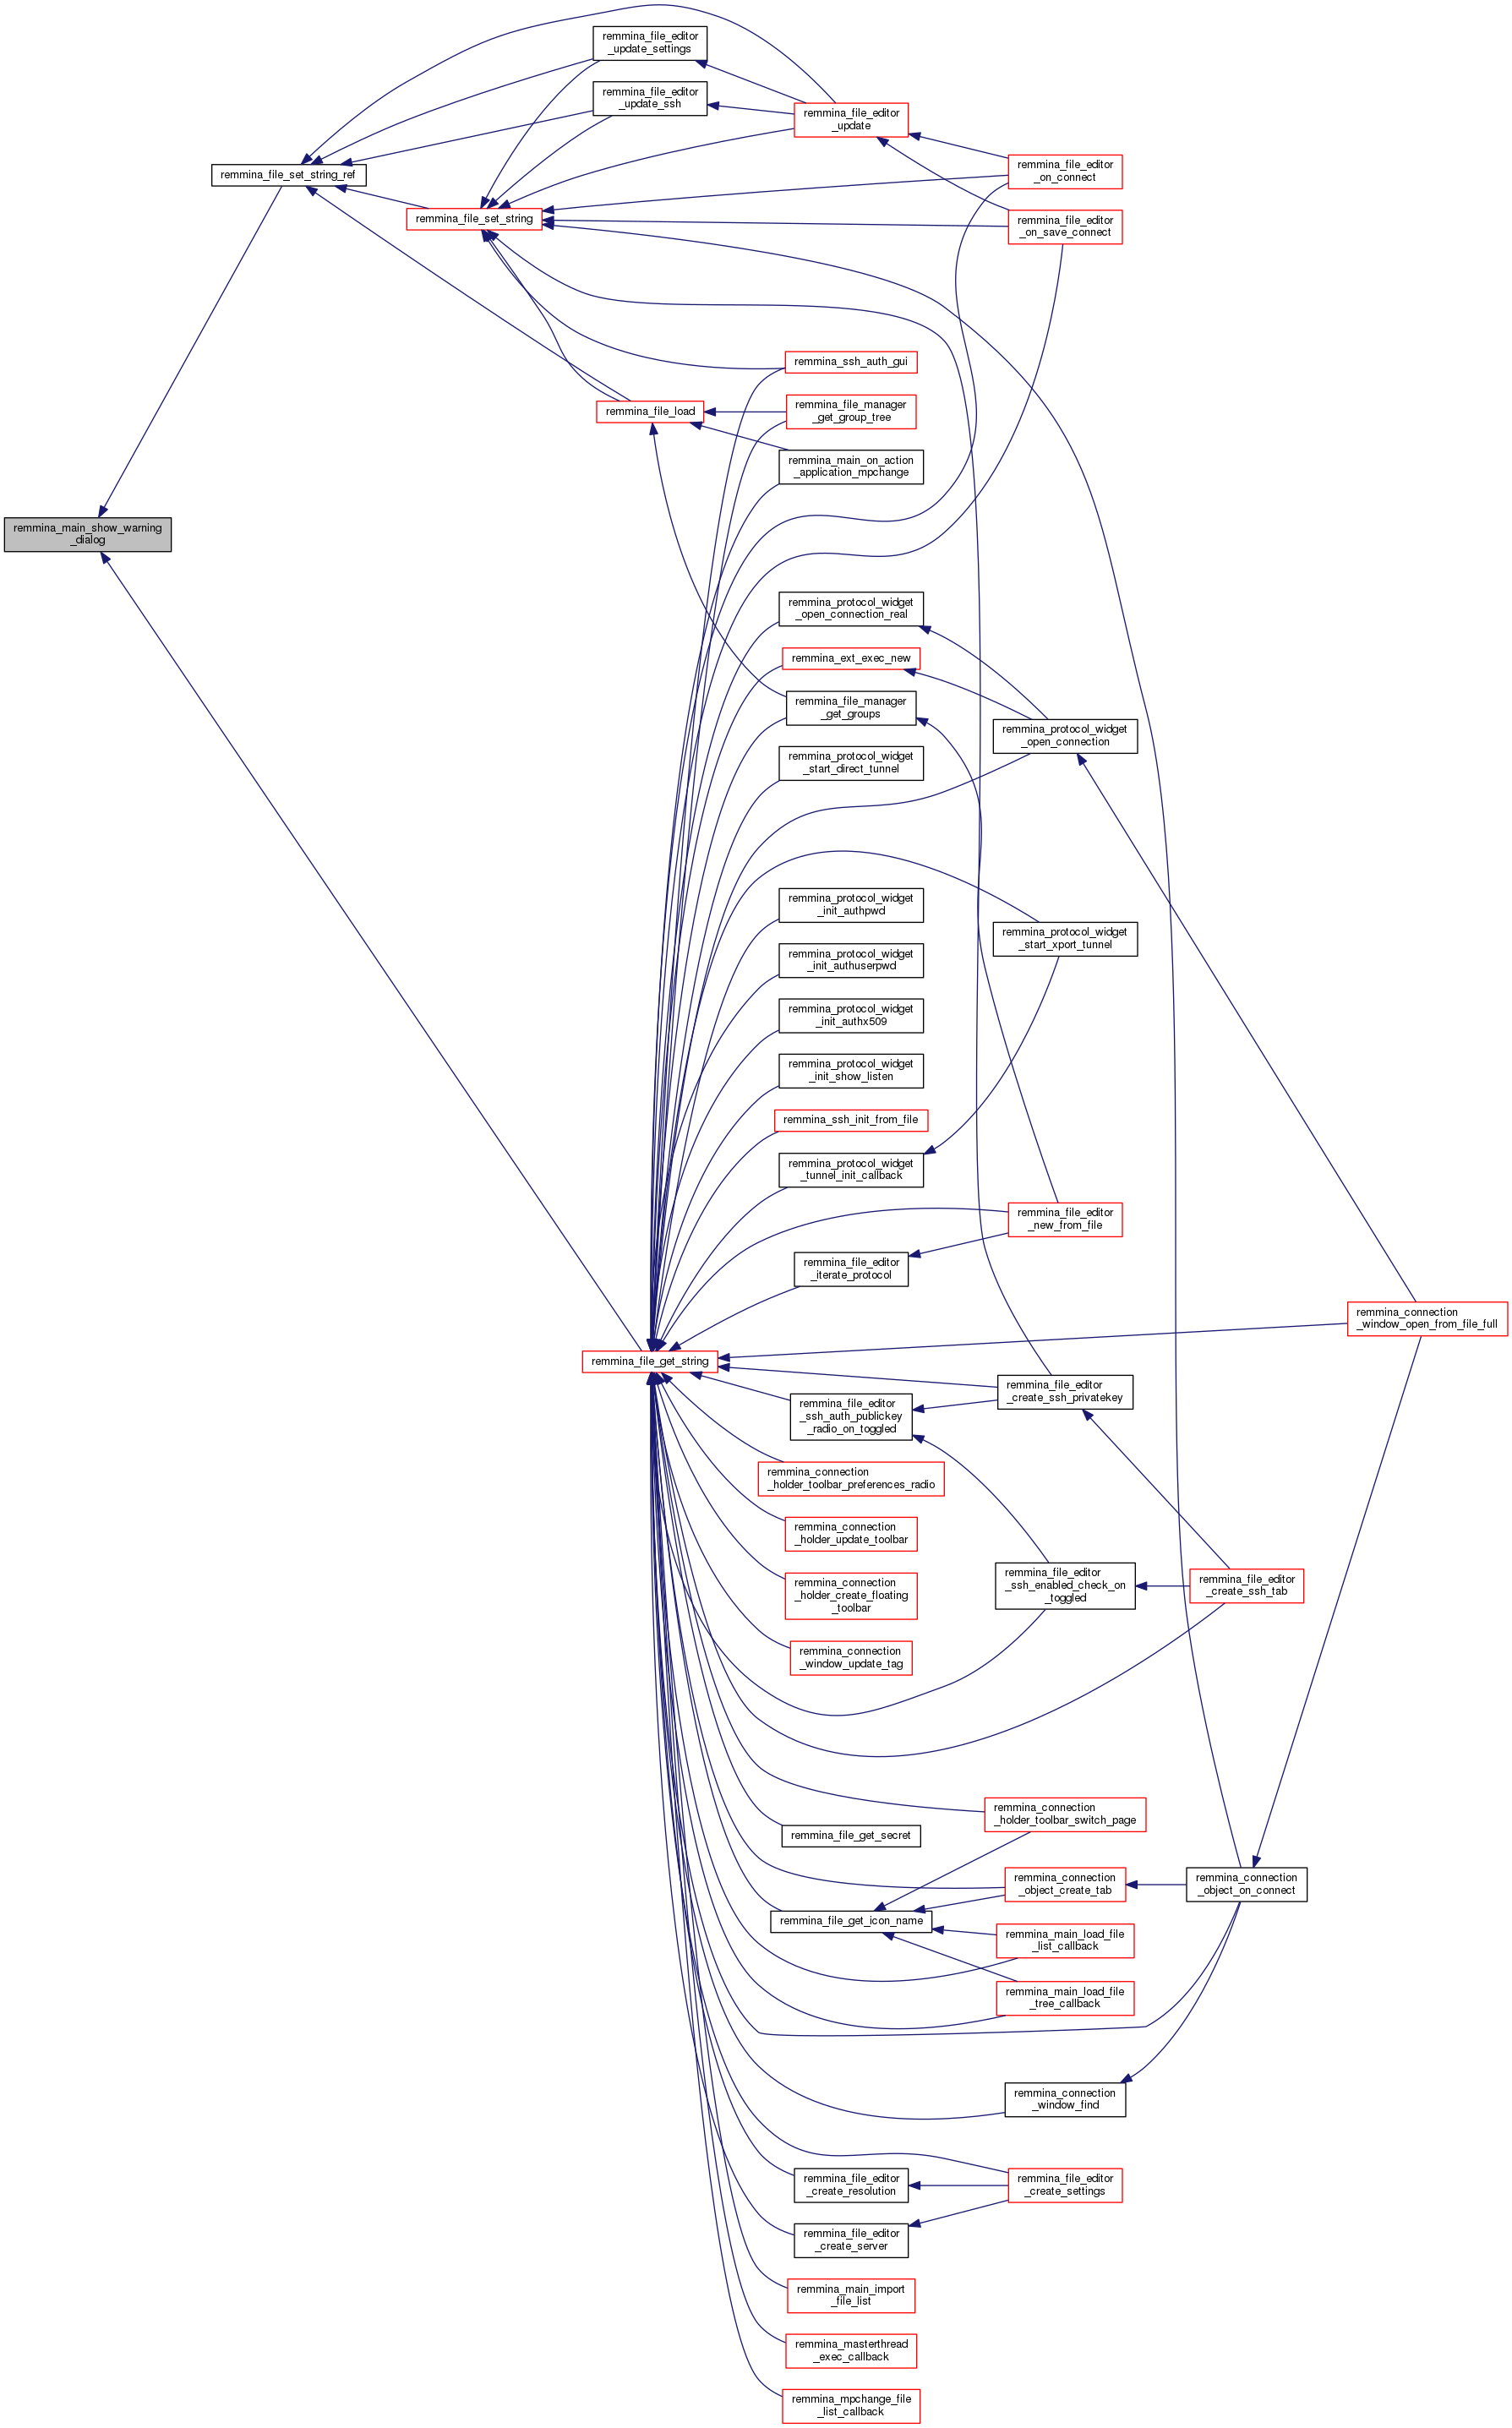 remmina_file_editor
_update_settings
remmina_file_editor
_update_ssh
remmina_file_editor
_update
remmina_file_editor
_on_connect
remmina_file_set_string_ref
remmina_file_set_string
remmina_file_editor
_on_save_connect
remmina_ssh_auth_gui
remmina_file_load
remmina_file_manager
_get_group_tree
remmina_main_on_action
_application_mpchange
remmina_main_show_warning
_dialog
remmina_protocol_widget
_open_connection_real
remmina_ext_exec_new
remmina_file_manager
_get_groups
remmina_protocol_widget
_open_connection
remmina_protocol_widget
_start_direct_tunnel
remmina_protocol_widget
_init_authpwd
remmina_protocol_widget
_start_xport_tunnel
remmina_protocol_widget
_init_authuserpwd
remmina_protocol_widget
_init_authx509
remmina_protocol_widget
_init_show_listen
remmina_ssh_init_from_file
remmina_protocol_widget
_tunnel_init_callback
remmina_file_editor
_new_from_file
remmina_file_editor
_iterate_protocol
remmina_connection
_window_open_from_file_full
remmina_file_get_string
remmina_file_editor
_create_ssh_privatekey
remmina_file_editor
_ssh_auth_publickey
_radio_on_toggled
remmina_connection
_holder_toolbar_preferences_radio
remmina_connection
_holder_update_toolbar
remmina_file_editor
_ssh_enabled_check_on
_toggled
remmina_file_editor
_create_ssh_tab
remmina_connection
_holder_create_floating
_toolbar
remmina_connection
_window_update_tag
remmina_connection
_holder_toolbar_switch_page
remmina_file_get_secret
remmina_connection
_object_create_tab
remmina_connection
_object_on_connect
remmina_file_get_icon_name
remmina_main_load_file
_list_callback
remmina_main_load_file
_tree_callback
remmina_connection
_window_find
remmina_file_editor
_create_resolution
remmina_file_editor
_create_settings
remmina_file_editor
_create_server
remmina_main_import
_file_list
remmina_masterthread
_exec_callback
remmina_mpchange_file
_list_callback